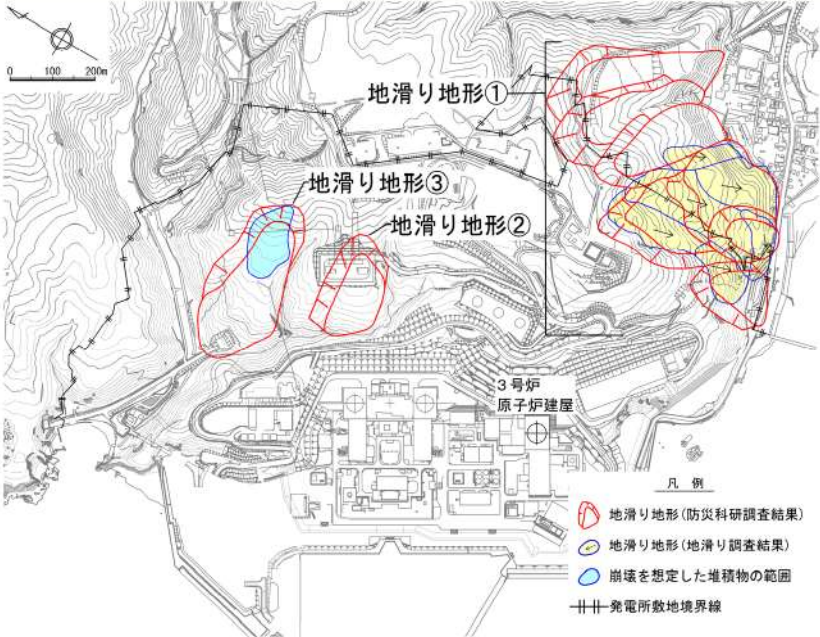 0 100 200m
地滑り地形①
地滑り地形③
地滑り地形②
3号炉
原子炉建屋
凡 例
地滑り地形(防災科研調査結果)
地滑り地形(地滑り調査結果)
崩壊を想定した堆積物の範囲
発電所敷地境界線